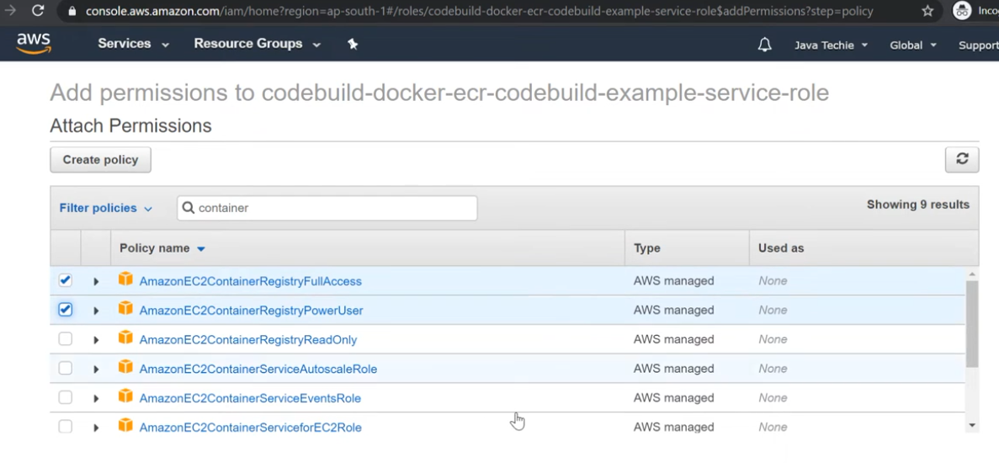 console.aws.amazon.com/iam/home?region=ap-south-1#/roles/codebuild-docker-ecr-codebuild-example-service-role$addPermissions?step=policy
aws Services Resource Groups Java Techie Global Support
Add permissions to codebuild-docker-ecr-codebuild-example-service-role
Attach Permissions
Create policy
Filter policies container Showing 9 results
Policy name Type Used as
AmazonEC2ContainerRegistryFullAccess AWS managed None
AmazonEC2ContainerRegistryPowerUser AWS managed None
AmazonEC2ContainerRegistryReadOnly AWS managed None
AmazonEC2ContainerServiceAutoscaleRole AWS managed None
AmazonEC2ContainerServiceEventsRole AWS managed None
AmazonEC2ContainerServiceforEC2Role AWS managed None